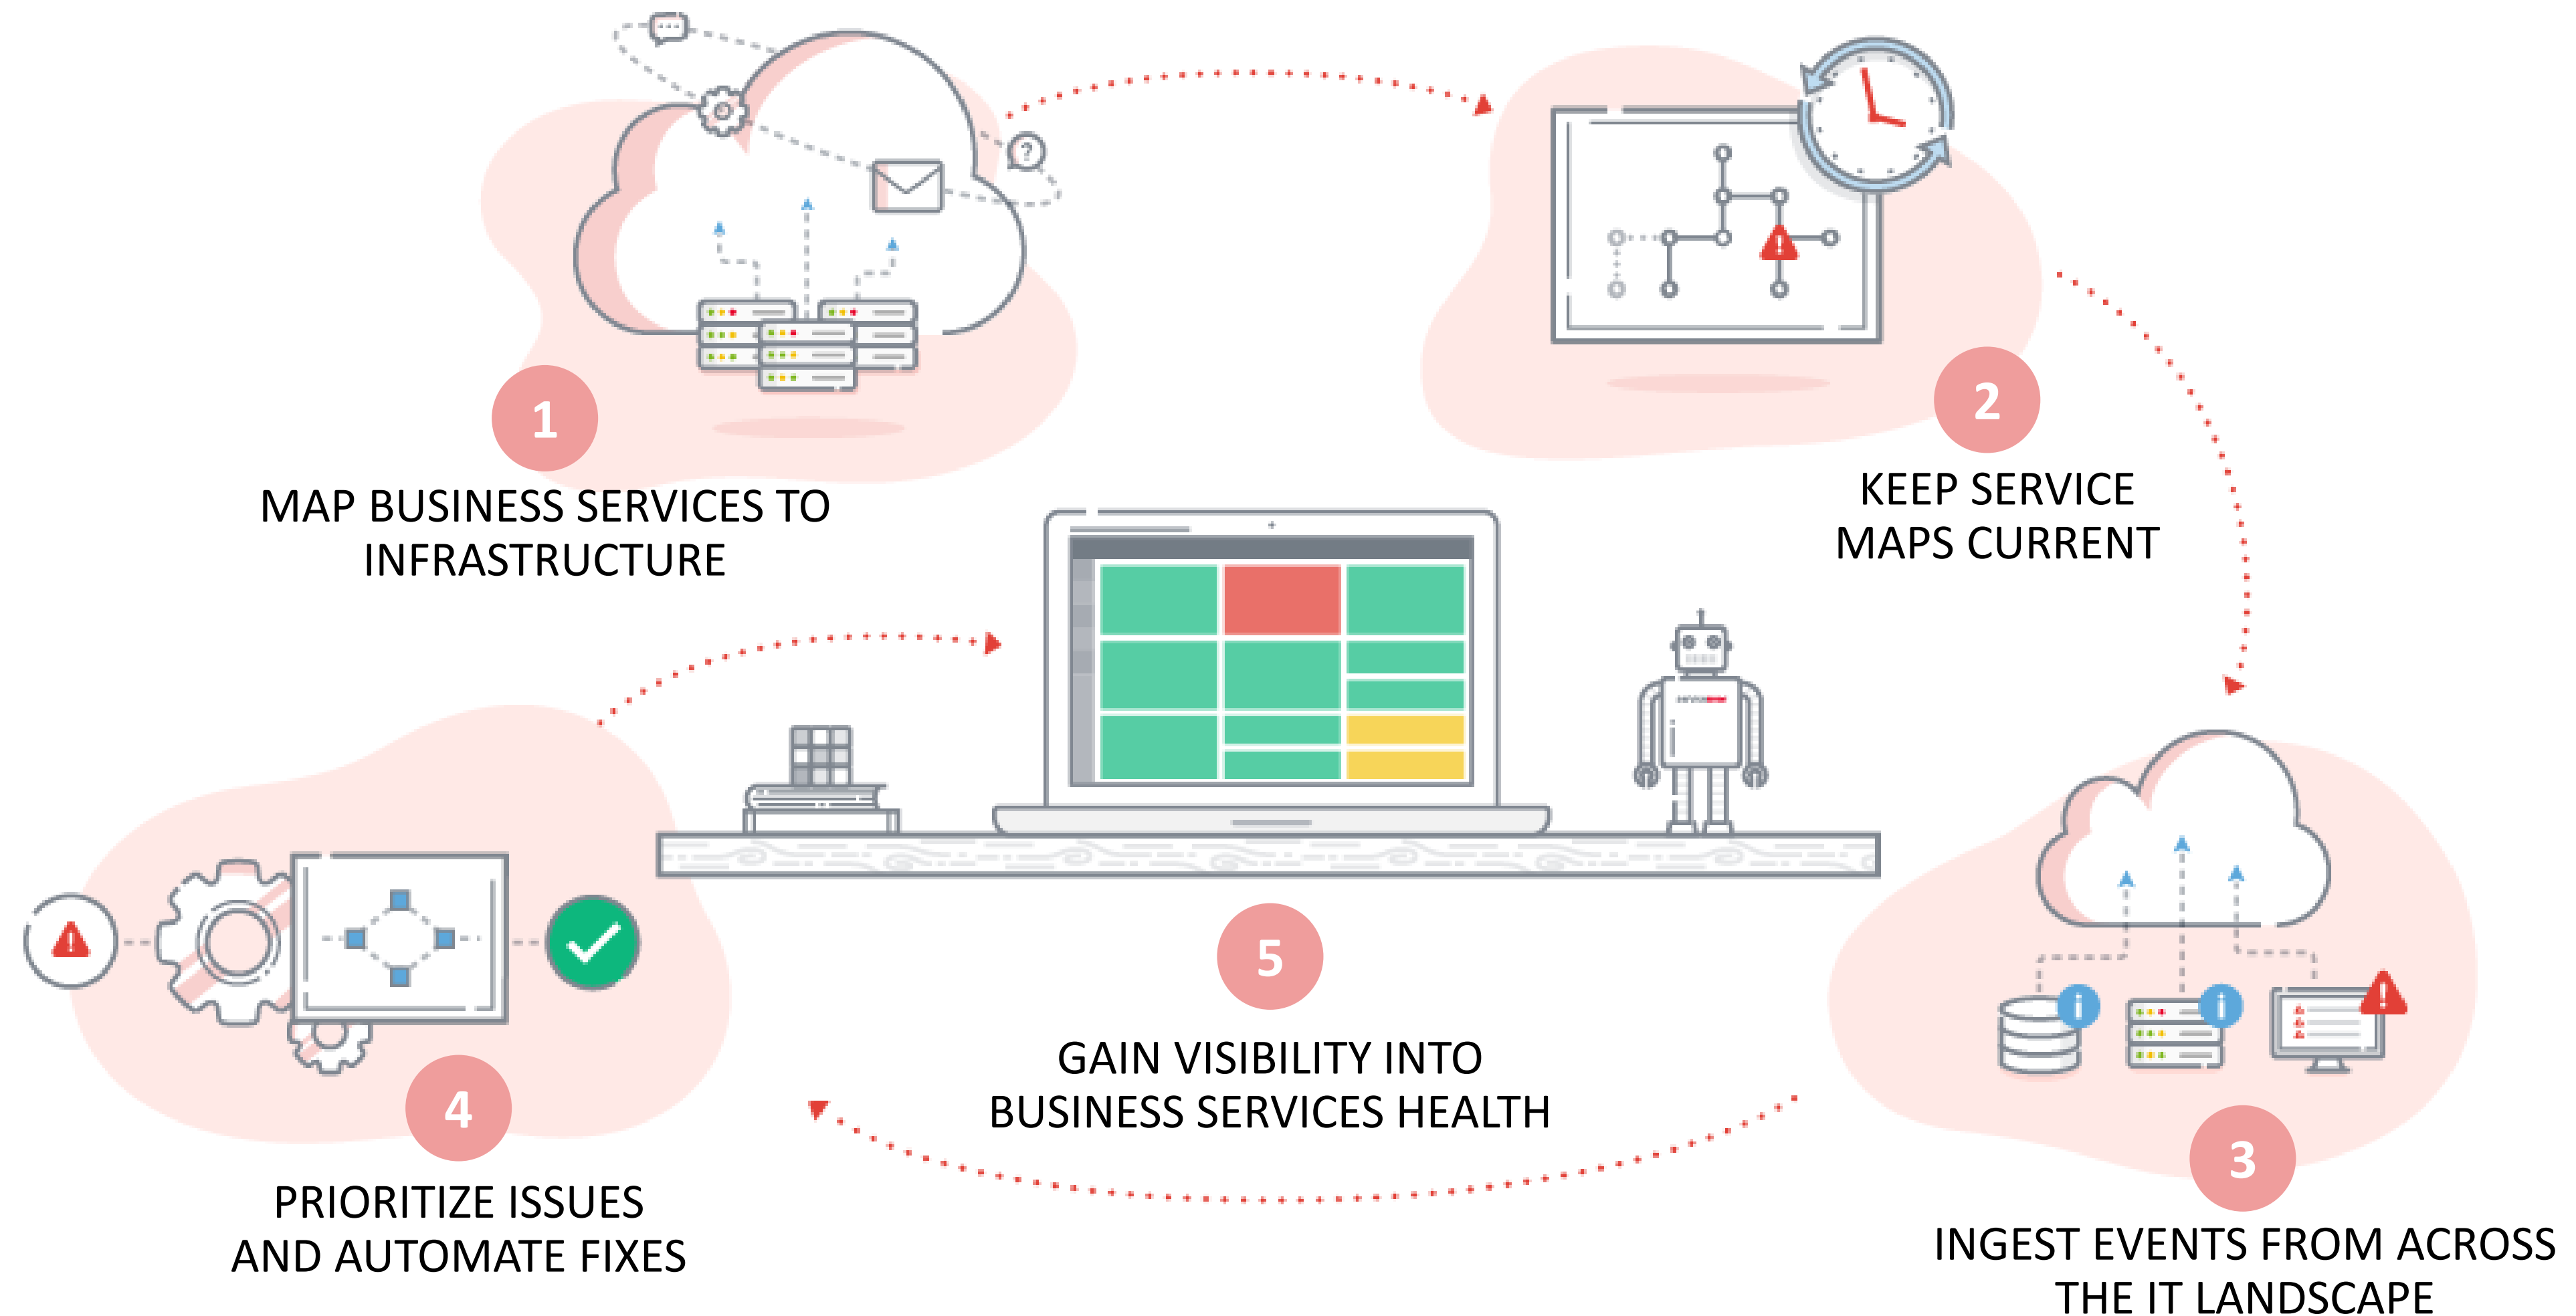 1
MAP BUSINESS SERVICES TO
INFRASTRUCTURE
2
KEEP SERVICE
MAPS CURRENT
3
INGEST EVENTS FROM ACROSS
THE IT LANDSCAPE
4
PRIORITIZE ISSUES
AND AUTOMATE FIXES
5
GAIN VISIBILITY INTO
BUSINESS SERVICES HEALTH
?
!
!
i
i
!